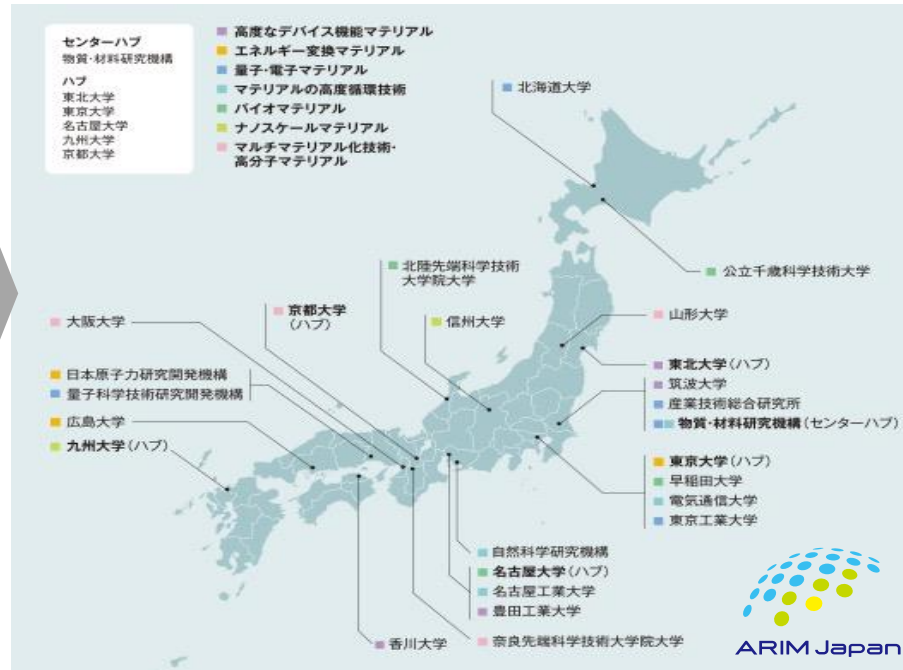 センターハブ
物質・材料研究機構
ハブ
東北大学
東京大学
名古屋大学
九州大学
京都大学
高度なデバイス機能マテリアル
エネルギー変換マテリアル
量子・電子マテリアル
マテリアルの高度循環技術
バイオマテリアル
ナノスケールマテリアル
マルチマテリアル化技術・
高分子マテリアル
北海道大学
公立千歳科学技術大学
北陸先端科学技術
大学院大学
京都大学
(ハブ)
信州大学
大阪大学
山形大学
日本原子力研究開発機構
量子科学技術研究開発機構
広島大学
九州大学(ハブ)
東北大学(ハブ)
筑波大学
産業技術総合研究所
物質・材料研究機構(センターハブ)
東京大学(ハブ)
早稲田大学
電気通信大学
東京工業大学
自然科学研究機構
名古屋大学(ハブ)
名古屋工業大学
豊田工業大学
香川大学
奈良先端科学技術大学院大学
ARIM Japan